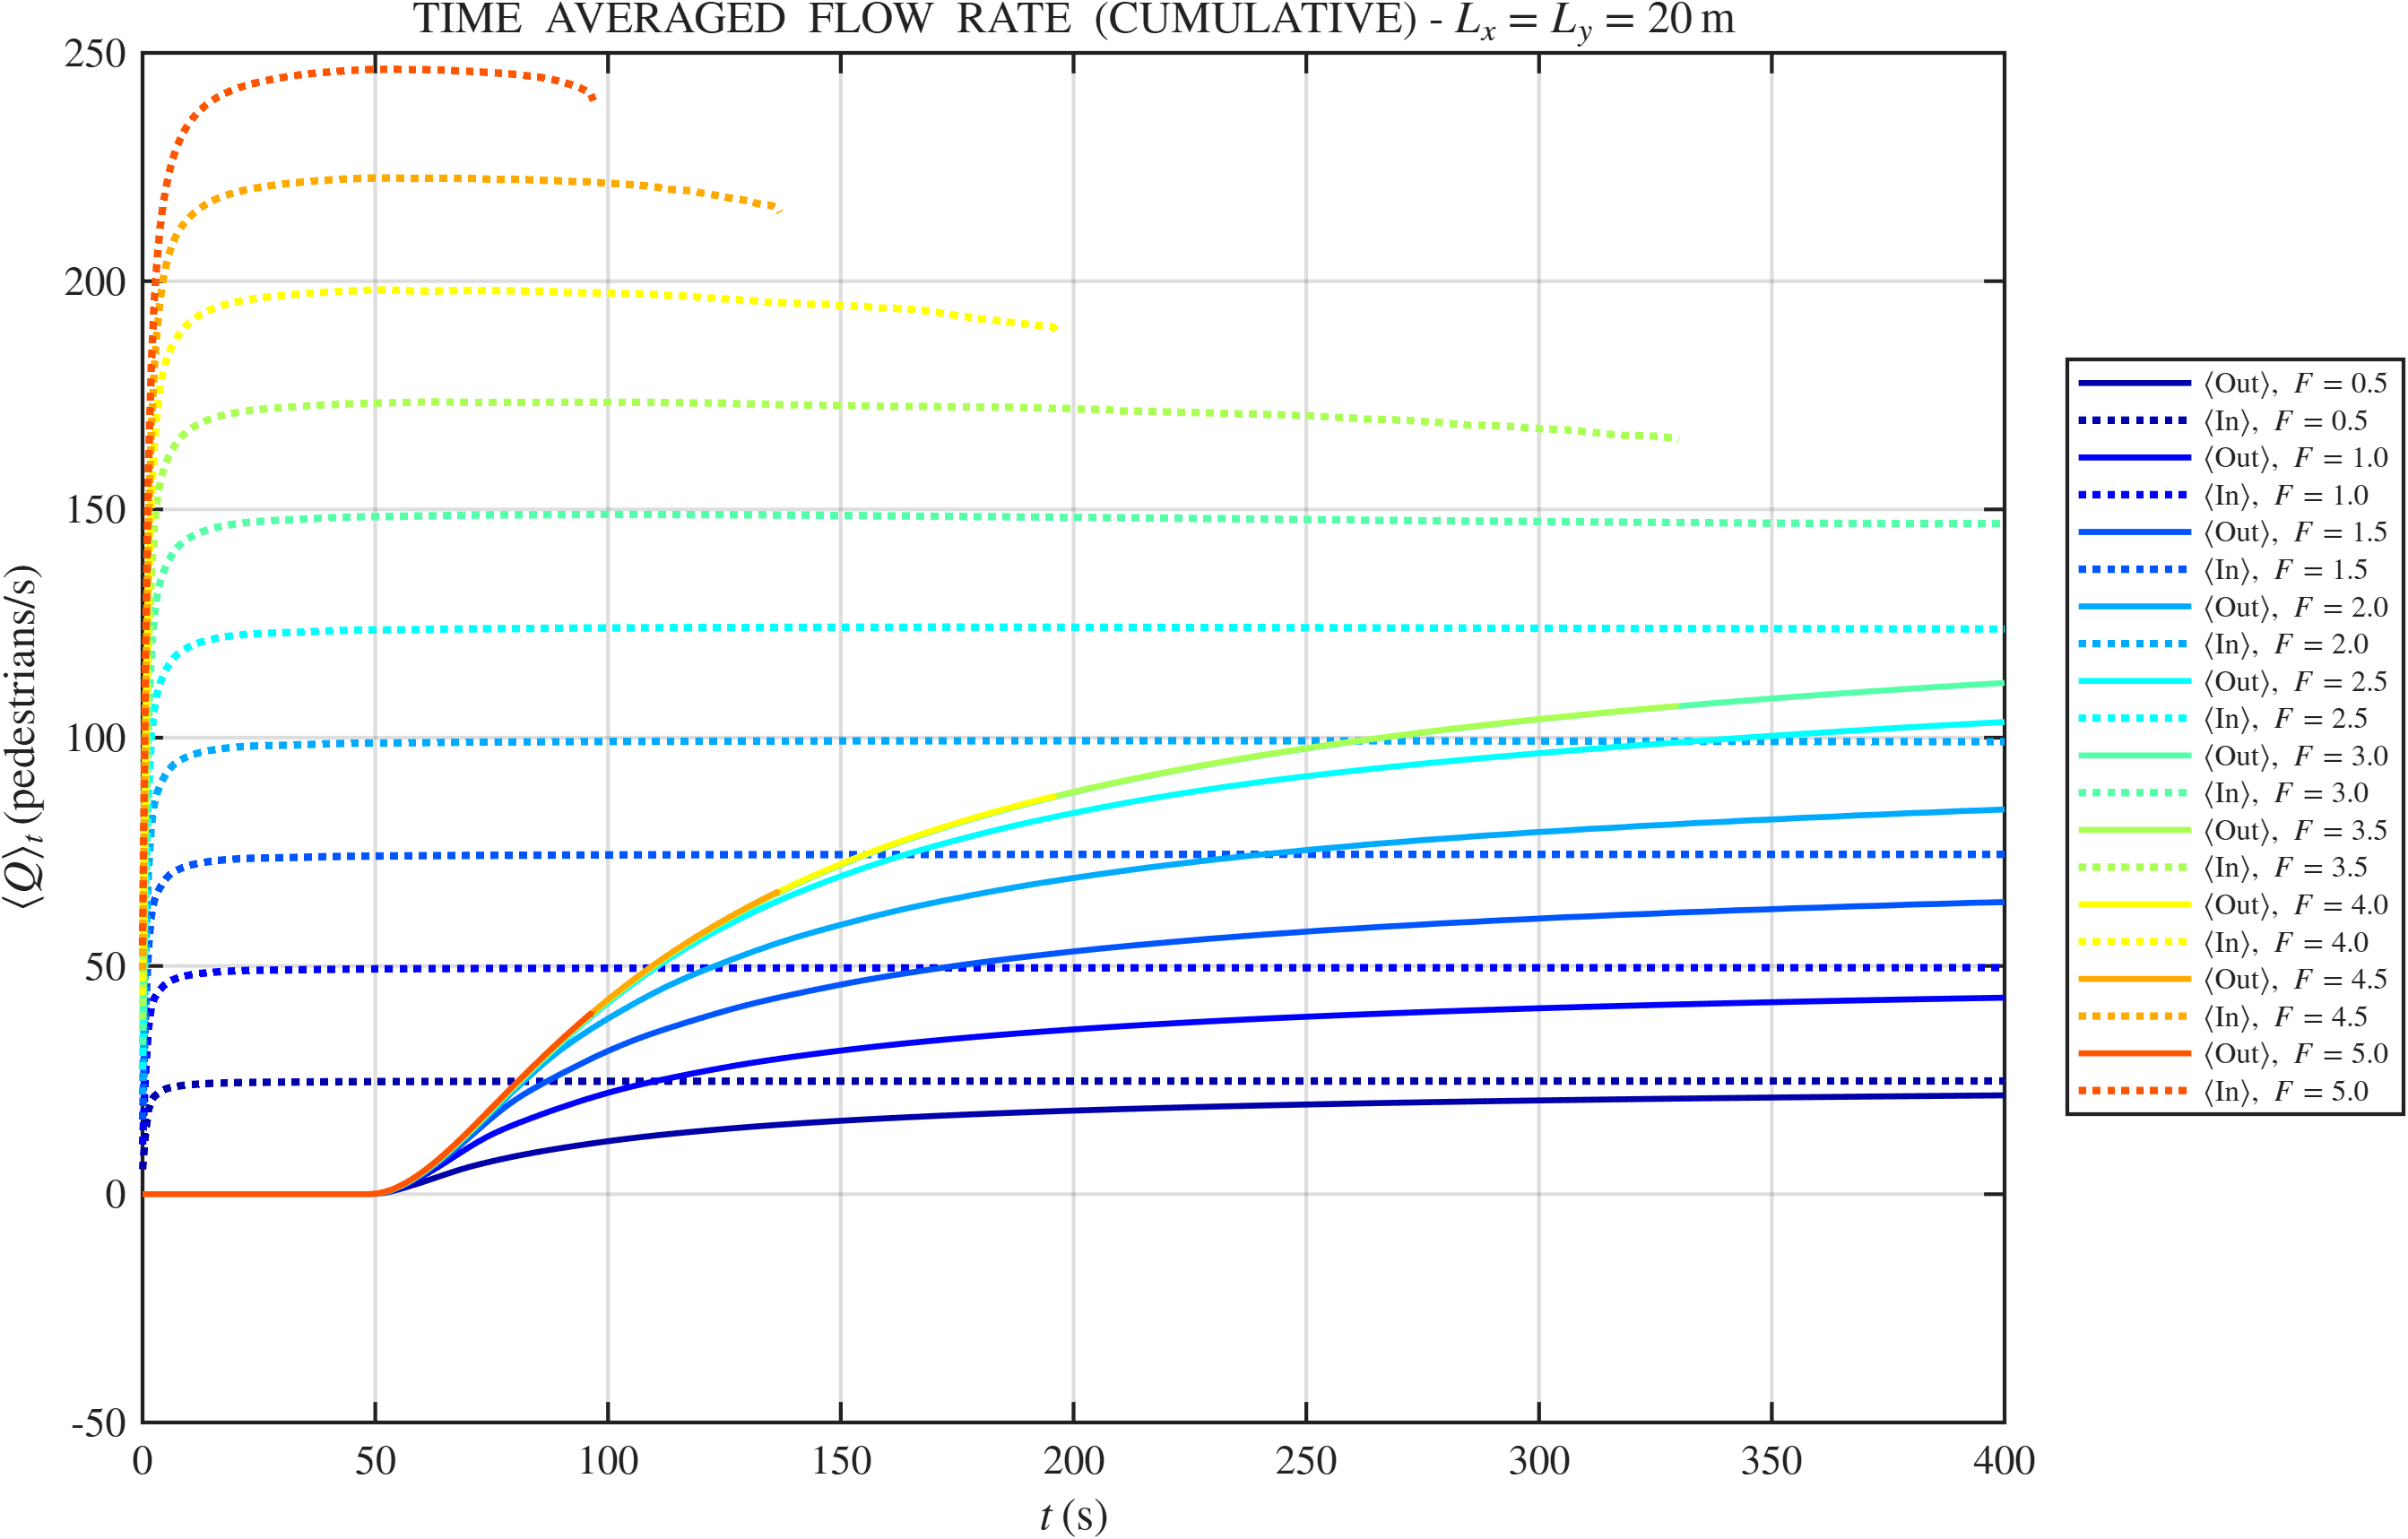 TIME AVERAGED FLOW RATE (CUMULATIVE) - Lx = Ly = 20 m
250
200
150
100
50
0
-50
⟨Q⟩t (pedestrians/s)
0 50 100 150 200 250 300 350 400
t (s)
⟨Out⟩, F = 0.5
⟨In⟩, F = 0.5
⟨Out⟩, F = 1.0
⟨In⟩, F = 1.0
⟨Out⟩, F = 1.5
⟨In⟩, F = 1.5
⟨Out⟩, F = 2.0
⟨In⟩, F = 2.0
⟨Out⟩, F = 2.5
⟨In⟩, F = 2.5
⟨Out⟩, F = 3.0
⟨In⟩, F = 3.0
⟨Out⟩, F = 3.5
⟨In⟩, F = 3.5
⟨Out⟩, F = 4.0
⟨In⟩, F = 4.0
⟨Out⟩, F = 4.5
⟨In⟩, F = 4.5
⟨Out⟩, F = 5.0
⟨In⟩, F = 5.0